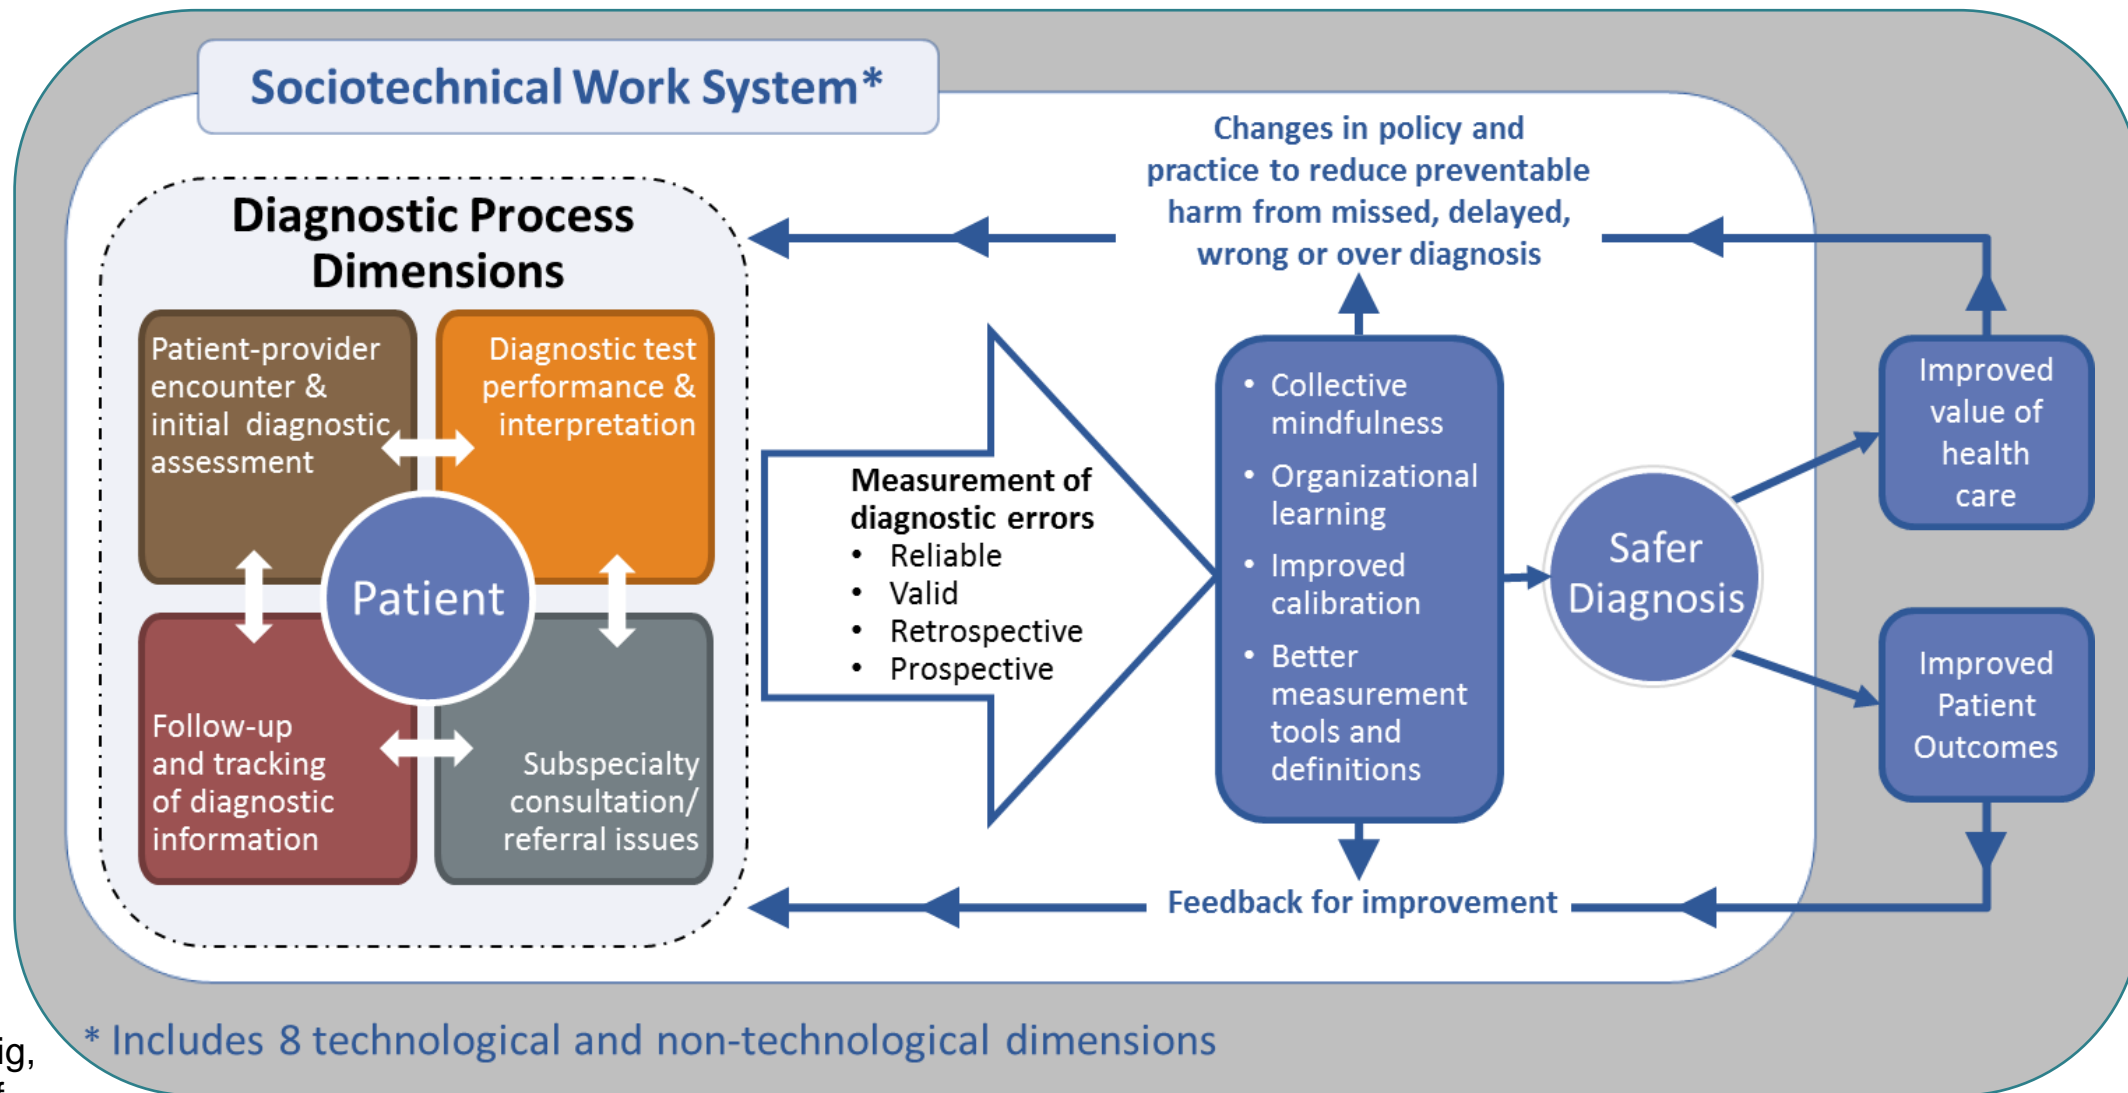 Sociotechnical Work System*
Diagnostic Process
Dimensions
Patient-provider
encounter &
initial diagnostic
assessment
Diagnostic test
performance &
interpretation
Patient
Follow-up
and tracking
of diagnostic
information
Subspecialty
consultation/
referral issues
Measurement of
diagnostic errors
• Reliable
• Valid
• Retrospective
• Prospective
Changes in policy and
practice to reduce preventable
harm from missed, delayed,
wrong or over diagnosis
• Collective
mindfulness
• Organizational
learning
• Improved
calibration
• Better
measurement
tools and
definitions
Feedback for improvement
Safer
Diagnosis
Improved
value of
health
care
Improved
Patient
Outcomes
* Includes 8 technological and non-technological dimensions